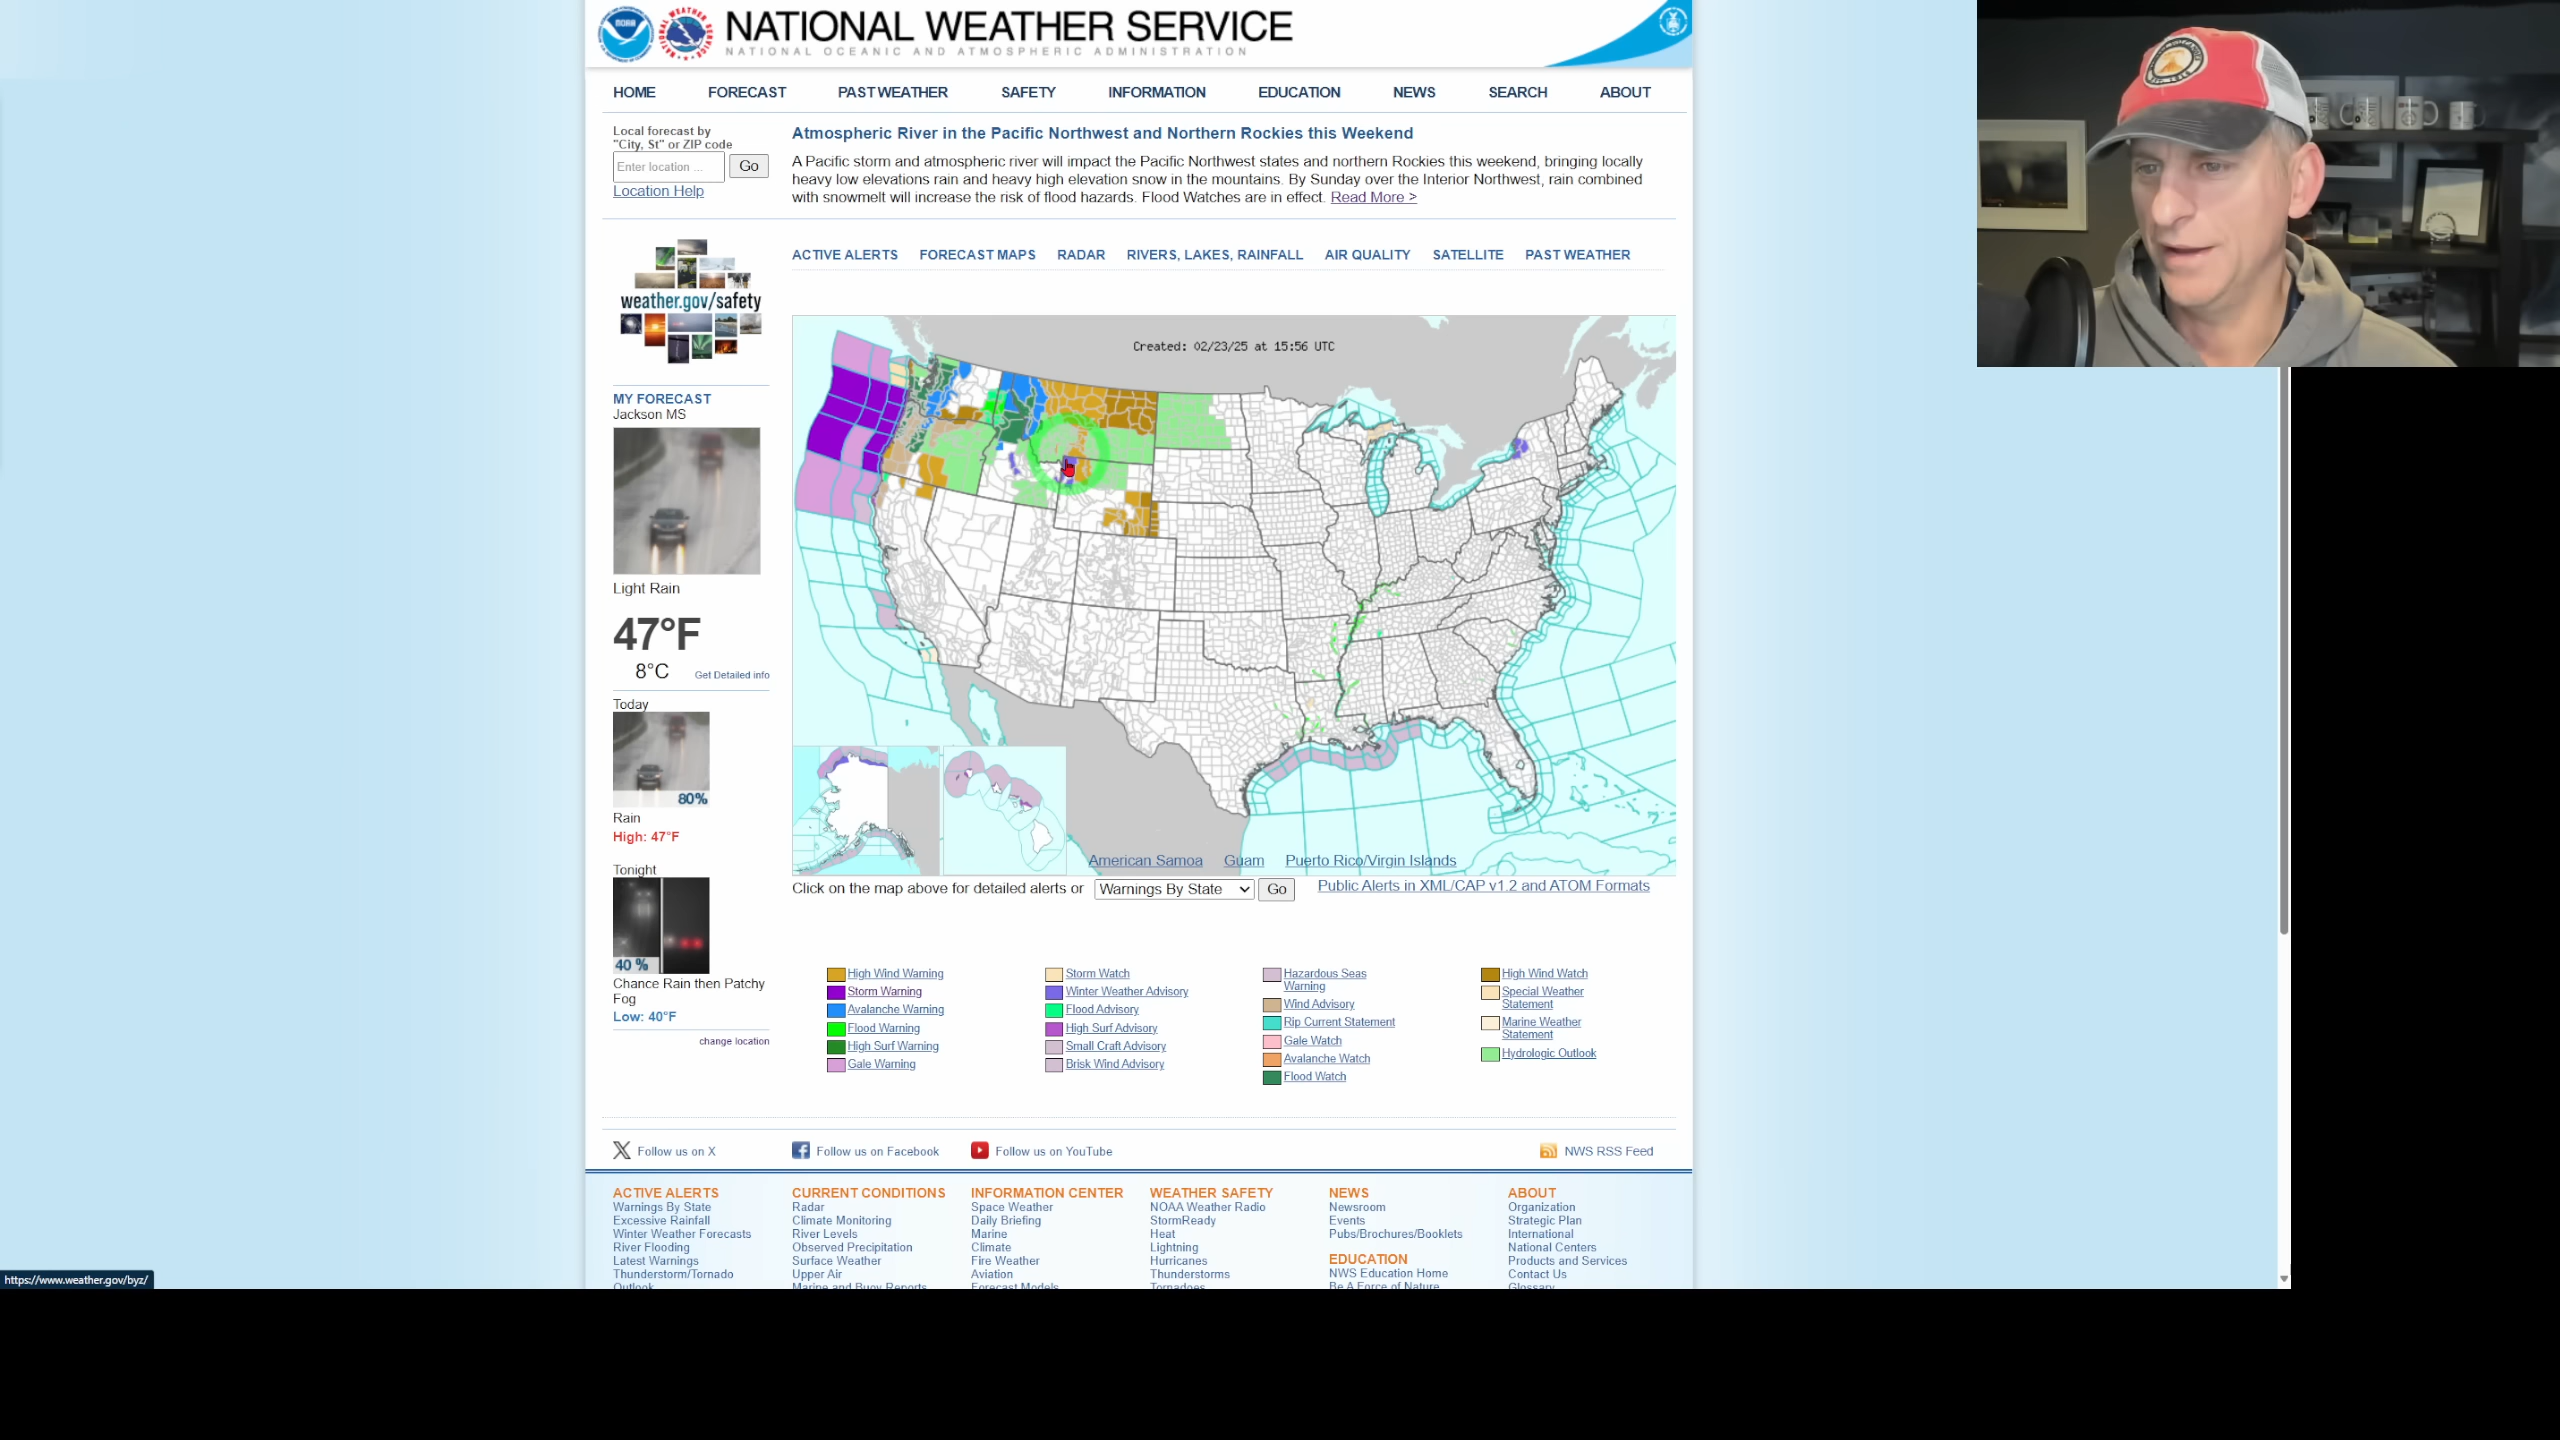 NATIONAL WEATHER SERVICE
NATIONAL OCEANIC AND ATMOSPHERIC ADMINISTRATION
HOME FORECAST PAST WEATHER SAFETY INFORMATION EDUCATION NEWS SEARCH ABOUT
Local forecast by
"City, St" or ZIP code
Enter location ... Go
Location Help
Atmospheric River in the Pacific Northwest and Northern Rockies this Weekend
A Pacific storm and atmospheric river will impact the Pacific Northwest states and northern Rockies this weekend, bringing locally
heavy low elevations rain and heavy high elevation snow in the mountains. By Sunday over the Interior Northwest, rain combined
with snowmelt will increase the risk of flood hazards. Flood Watches are in effect. Read More >
weather.gov/safety
ACTIVE ALERTS FORECAST MAPS RADAR RIVERS, LAKES, RAINFALL AIR QUALITY SATELLITE PAST WEATHER
Created: 02/23/25 at 15:56 UTC
MY FORECAST
Jackson MS
Light Rain
47°F
8°C Get Detailed info
Today
80%
Rain
High: 47°F
Tonight
40 %
Chance Rain then Patchy
Fog
Low: 40°F
change location
American Samoa Guam Puerto Rico/Virgin Islands
Click on the map above for detailed alerts or Warnings By State Go Public Alerts in XML/CAP v1.2 and ATOM Formats
High Wind Warning
Storm Warning
Avalanche Warning
Flood Warning
High Surf Warning
Gale Warning
Storm Watch
Winter Weather Advisory
Flood Advisory
High Surf Advisory
Small Craft Advisory
Brisk Wind Advisory
Hazardous Seas
Warning
Wind Advisory
Rip Current Statement
Gale Watch
Avalanche Watch
Flood Watch
High Wind Watch
Special Weather
Statement
Marine Weather
Statement
Hydrologic Outlook
Follow us on X Follow us on Facebook Follow us on YouTube NWS RSS Feed
ACTIVE ALERTS
Warnings By State
Excessive Rainfall
Winter Weather Forecasts
River Flooding
Latest Warnings
Thunderstorm/Tornado
Outlook
CURRENT CONDITIONS
Radar
Climate Monitoring
River Levels
Observed Precipitation
Surface Weather
Upper Air
Marine and Buoy Reports
INFORMATION CENTER
Space Weather
Daily Briefing
Marine
Climate
Fire Weather
Aviation
Forecast Models
WEATHER SAFETY
NOAA Weather Radio
StormReady
Heat
Lightning
Hurricanes
Thunderstorms
Tornadoes
NEWS
Newsroom
Events
Pubs/Brochures/Booklets
EDUCATION
NWS Education Home
Be A Force of Nature
ABOUT
Organization
Strategic Plan
International
National Centers
Products and Services
Contact Us
Glossary
https://www.weather.gov/byz/